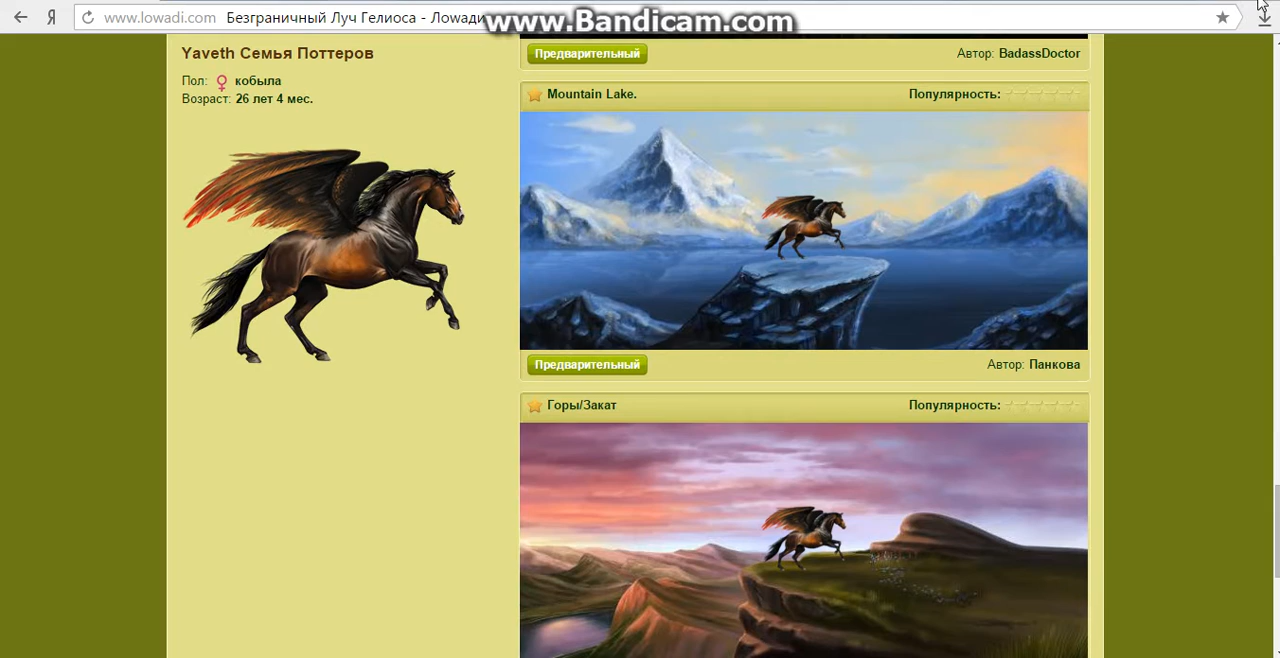 Я www.lowadi.com Безграничный Луч Гелиоса - Lowади
www.Bandicam.com
Yaveth Семья Поттеров
Пол: кобыла
Возраст: 26 лет 4 мес.
Предварительный Автор: BadassDoctor
Mountain Lake. Популярность:
Предварительный Автор: Панкова
Горы/Закат Популярность: